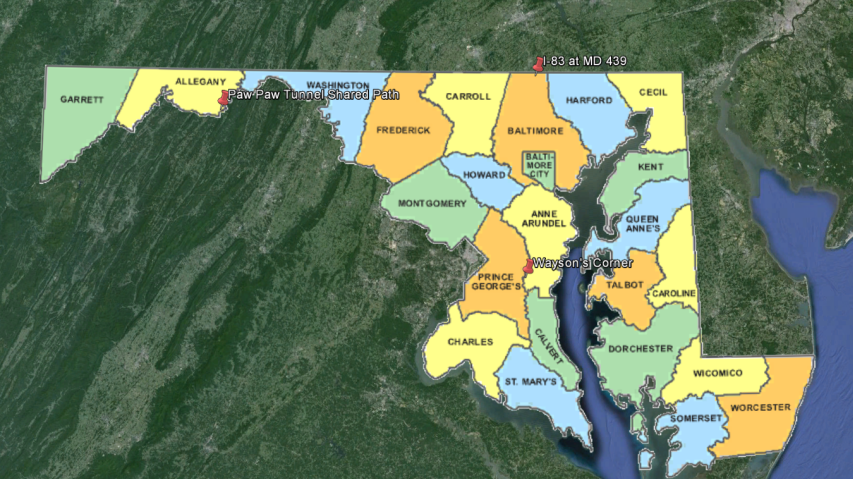 I-83 at MD 439
GARRETT
ALLEGANY
WASHINGTON
Paw Paw Tunnel Shared Path
FREDERICK
CARROLL
BALTIMORE
HARFORD
CECIL
BALTI-
MORE
CITY
HOWARD
KENT
MONTGOMERY
ANNE
ARUNDEL
QUEEN
ANNE'S
Wayson's Corner
PRINCE
GEORGE'S
TALBOT
CAROLINE
CHARLES
CALVERT
DORCHESTER
ST. MARY'S
WICOMICO
SOMERSET
WORCESTER